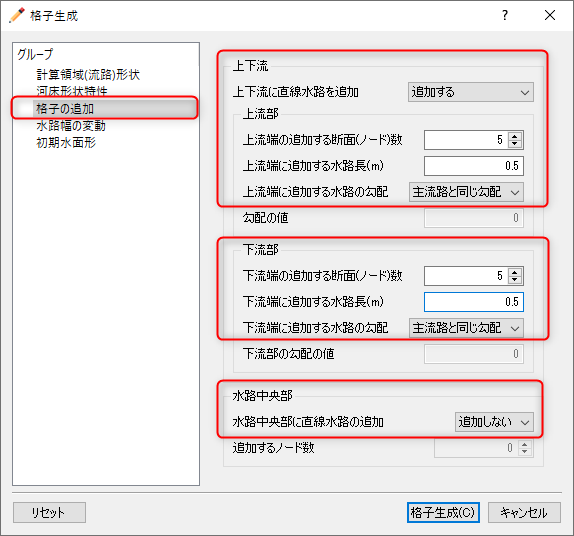 格子生成
グループ
計算領域(流路)形状
河床形状特性
格子の追加
水路幅の変動
初期水面形
上下流
上下流に直線水路を追加 追加する
上流部
上流端の追加する断面(ノード)数 5
上流端に追加する水路長(m) 0.5
上流端に追加する水路の勾配 主流路と同じ勾配
勾配の値 0
下流部
下流端の追加する断面(ノード)数 5
下流端に追加する水路長(m) 0.5
下流端に追加する水路の勾配 主流路と同じ勾配
下流部の勾配の値 0
水路中央部
水路中央部に直線水路の追加 追加しない
追加するノード数 0
リセット 格子生成(C) キャンセル